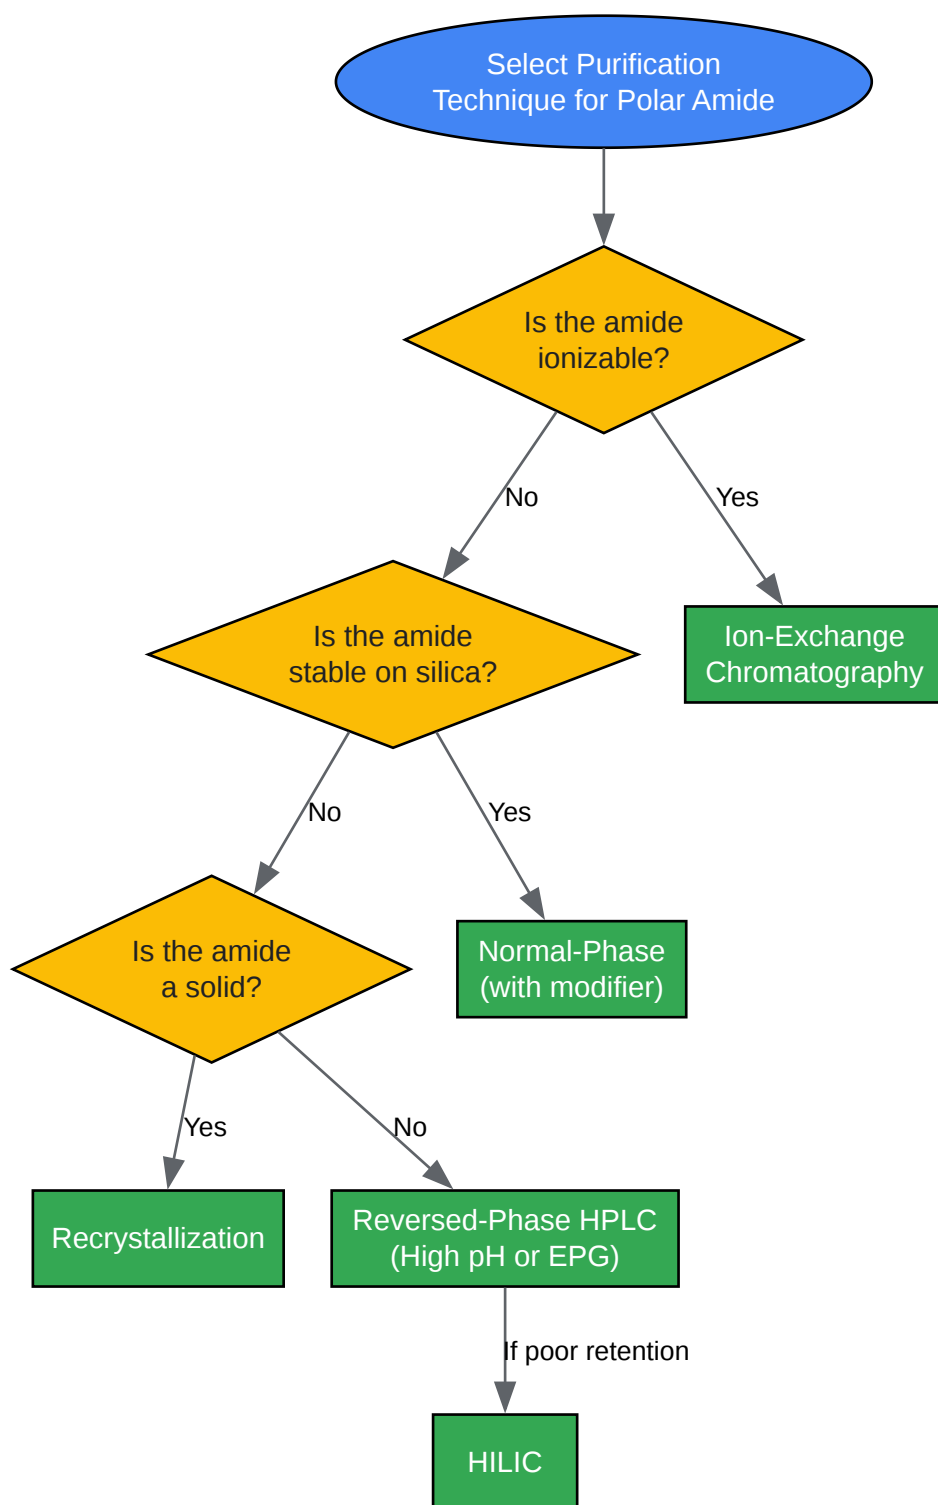 Select Purification
Technique for Polar Amide
Is the amide
ionizable?
No
Yes
Is the amide
stable on silica?
Ion-Exchange
Chromatography
No
Yes
Is the amide
a solid?
Normal-Phase
(with modifier)
Yes
No
Recrystallization
Reversed-Phase HPLC
(High pH or EPG)
If poor retention
HILIC